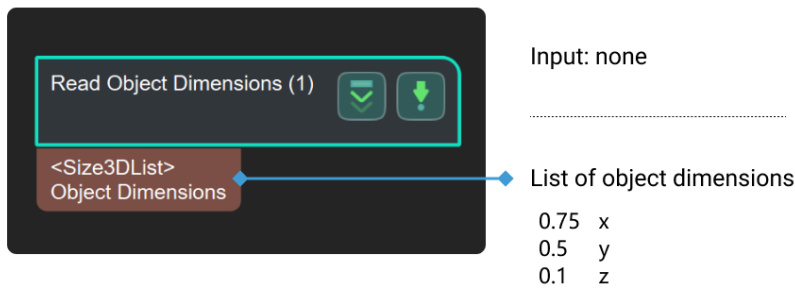 Read Object Dimensions (1)
<Size3DList>
Object Dimensions
Input: none
List of object dimensions
0.75 x
0.5 y
0.1 z